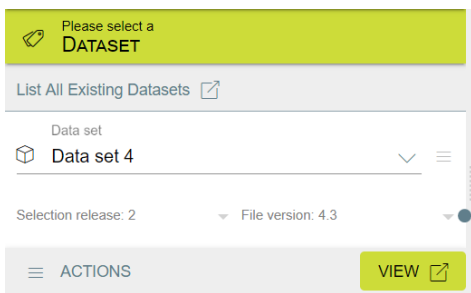 Please select a
DATASET
List All Existing Datasets
Data set
Data set 4
Selection release: 2 File version: 4.3
ACTIONS VIEW